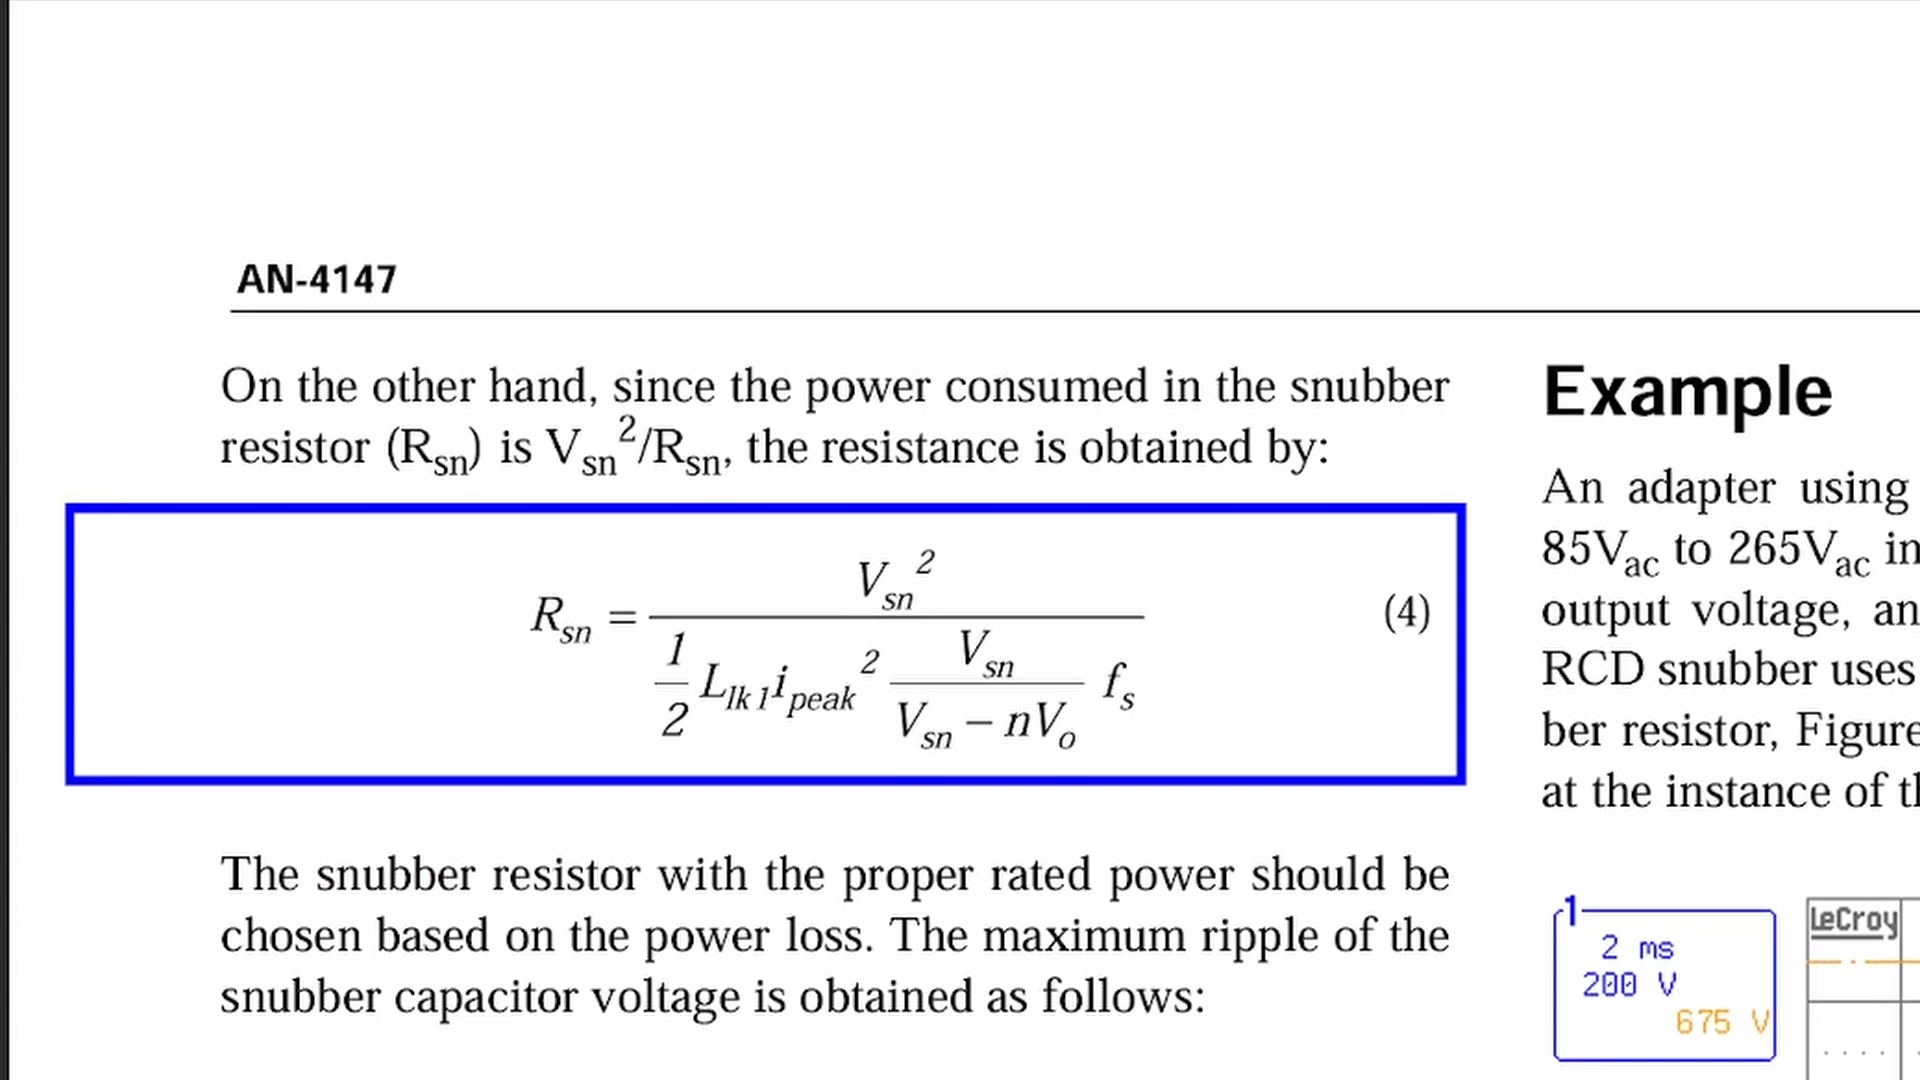 AN-4147
On the other hand, since the power consumed in the snubber
resistor (Rsn) is Vsn²/Rsn, the resistance is obtained by:
Rsn = Vsn² / (1/2 Llk1 ipeak² Vsn / (Vsn − nVo) fs) (4)
The snubber resistor with the proper rated power should be
chosen based on the power loss. The maximum ripple of the
snubber capacitor voltage is obtained as follows:
Example
An adapter using
85Vac to 265Vac in
output voltage, an
RCD snubber uses
ber resistor, Figure
at the instance of th
1
2 ms
200 V
675 V
LeCroy